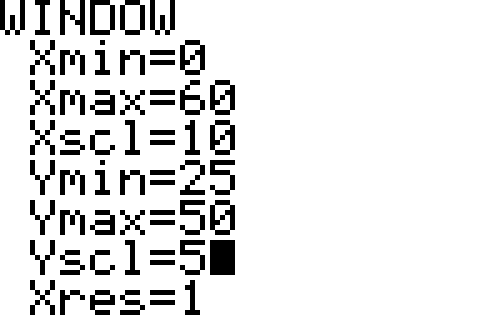 WINDOW
Xmin=0
Xmax=60
Xscl=10
Ymin=25
Ymax=50
Yscl=5
Xres=1